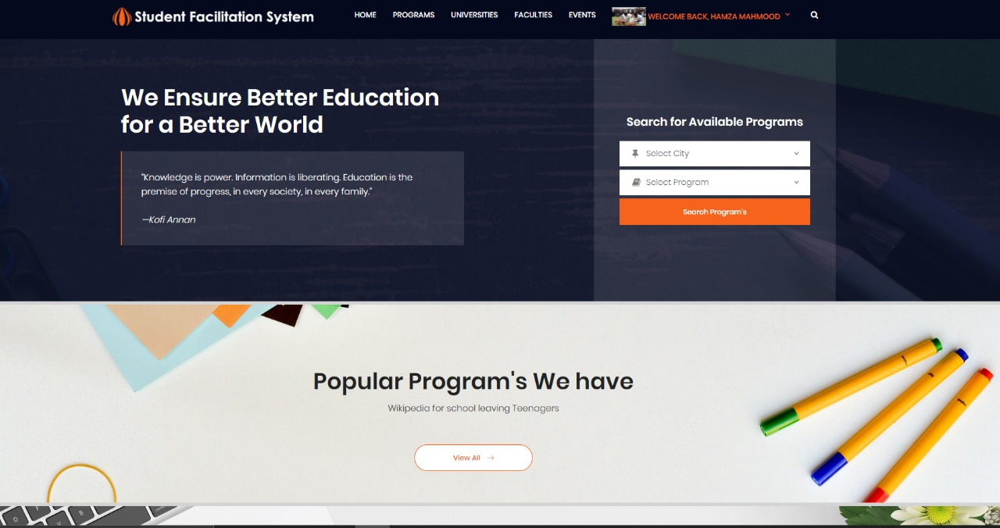 Student Facilitation System
HOME PROGRAMS UNIVERSITIES FACULTIES EVENTS WELCOME BACK, HAMZA MAHMOOD
We Ensure Better Education
for a Better World
"Knowledge is power. Information is liberating. Education is the
premise of progress, in every society, in every family."
—Kofi Annan
Search for Available Programs
Select City
Select Program
Search Program's
Popular Program's We have
Wikipedia for school leaving Teenagers
View All →
D
F
V
B